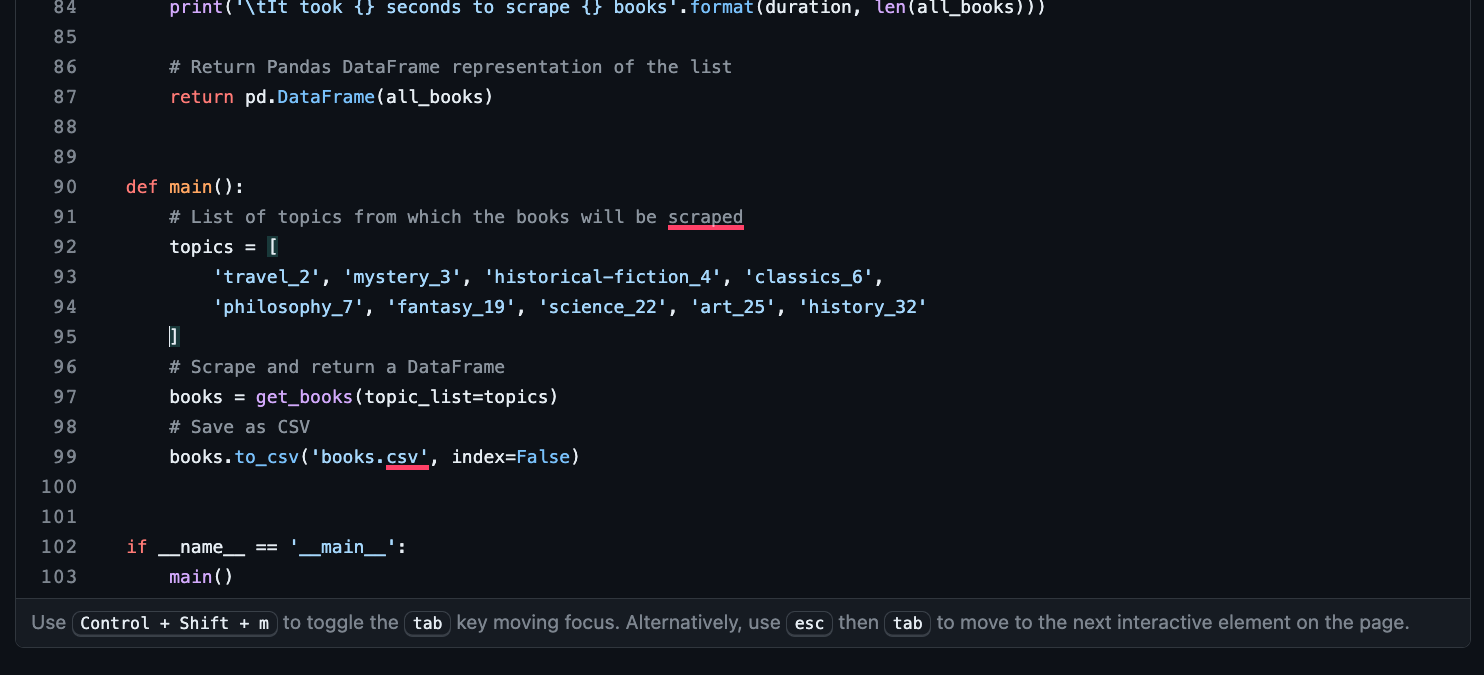 84 print('\tIt took {} seconds to scrape {} books'.format(duration, len(all_books)))
85
86 # Return Pandas DataFrame representation of the list
87 return pd.DataFrame(all_books)
88
89
90 def main():
91 # List of topics from which the books will be scraped
92 topics = [
93 'travel_2', 'mystery_3', 'historical-fiction_4', 'classics_6',
94 'philosophy_7', 'fantasy_19', 'science_22', 'art_25', 'history_32'
95 ]
96 # Scrape and return a DataFrame
97 books = get_books(topic_list=topics)
98 # Save as CSV
99 books.to_csv('books.csv', index=False)
100
101
102 if __name__ == '__main__':
103 main()
Use Control + Shift + m to toggle the tab key moving focus. Alternatively, use esc then tab to move to the next interactive element on the page.